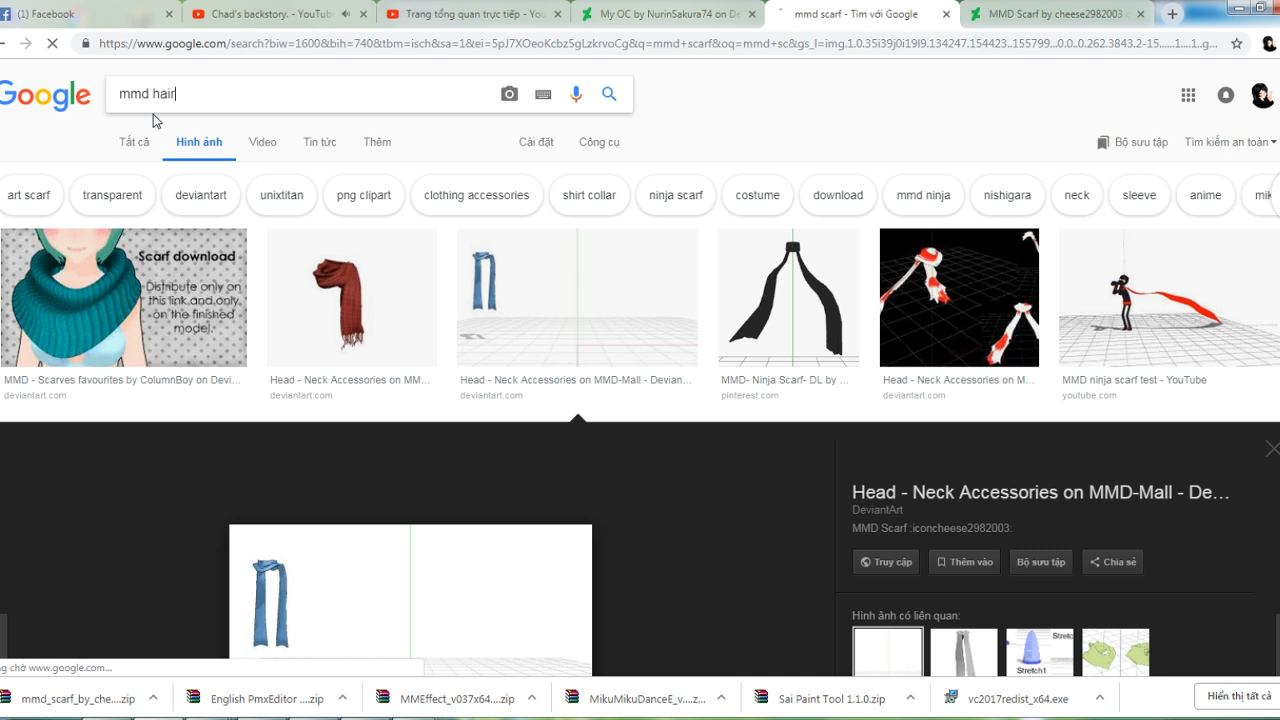 (1) Facebook
Chad's backstory. - YouTub
Trang tổng quan trực tiếp - You
My OC by NurinSakura74 on De
mmd scarf - Tìm với Google
MMD Scarf by cheese2982003
https://www.google.com/search?biw=1600&bih=740&tbm=isch&sa=1&ei=5pJ7XOeoKcbz5gLzkrvoCg&q=mmd+scarf&oq=mmd+sc&gs_l=img.1.0.35i39j0i19l9.134247.154423..155799...0.0..0.262.3843.2-15......1....1..g...
Google
mmd hair
Tất cả
Hình ảnh
Video
Tin tức
Thêm
Cài đặt
Công cụ
Bộ sưu tập
Tìm kiếm an toàn
art scarf
transparent
deviantart
unixtitan
png clipart
clothing accessories
shirt collar
ninja scarf
costume
download
mmd ninja
nishigara
neck
sleeve
anime
mik
Scarf download
Distribute only on
this link and only
on the finished
model.
MMD - Scarves favourites by ColumnBoy on Devi...
deviantart.com
Head - Neck Accessories on MM...
deviantart.com
Head - Neck Accessories on MMD-Mall - Devian...
deviantart.com
MMD- Ninja Scarf- DL by ...
pinterest.com
Head - Neck Accessories on M...
deviantart.com
MMD ninja scarf test - YouTube
youtube.com
Head - Neck Accessories on MMD-Mall - De...
DeviantArt
MMD Scarf :iconcheese2982003:
Truy cập
Thêm vào
Bộ sưu tập
Chia sẻ
Hình ảnh có liên quan:
Stretch1
ng chờ www.google.com...
mmd_scarf_by_che....zip
English PmxEditor ....zip
MMEffect_v037x64....zip
MikuMikuDanceE_v....z...
Sai Paint Tool 1.1.0.zip
vc2017redist_x64.exe
Hiển thị tất cả